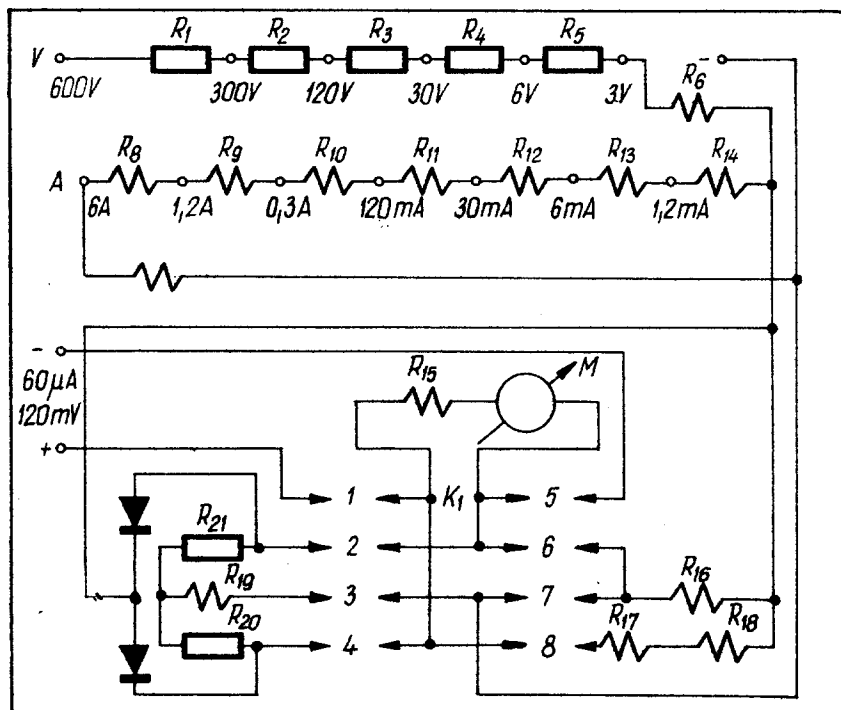 R1 R2 R3 R4 R5 -
V 600V 300V 120V 30V 6V 3V R6
R8 R9 R10 R11 R12 R13 R14
A 6A 1,2A 0,3A 120mA 30mA 6mA 1,2mA
-
60µA
120mV
+
R15 M
1 K1 5
R21 2 6
R19 3 7 R16
R20 4 8 R17 R18